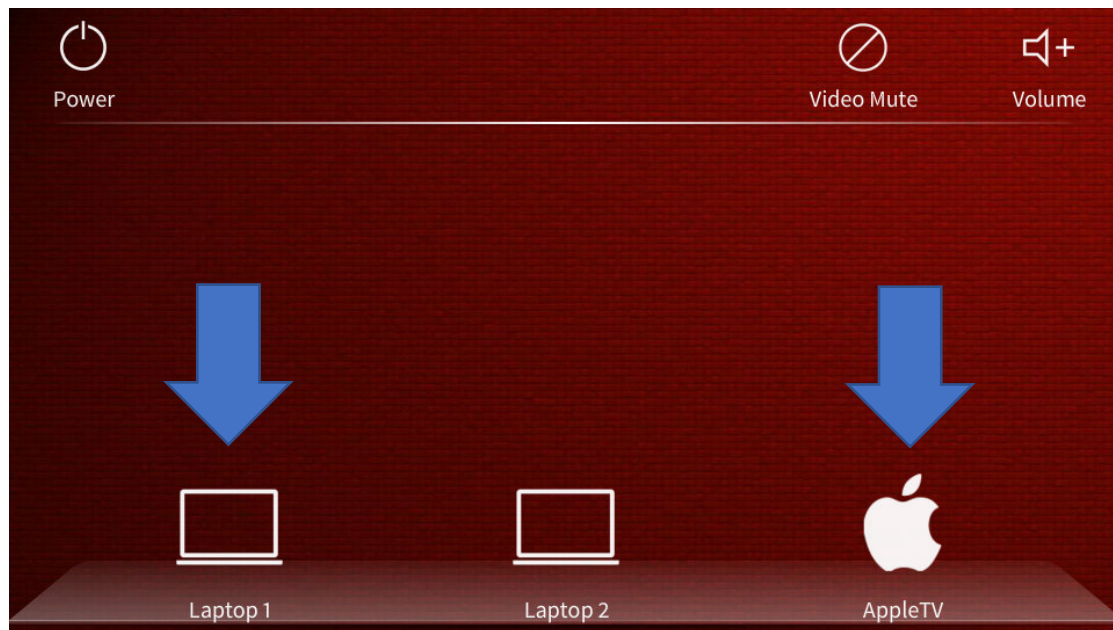 Power
Video Mute
Volume
Laptop 1
Laptop 2
AppleTV